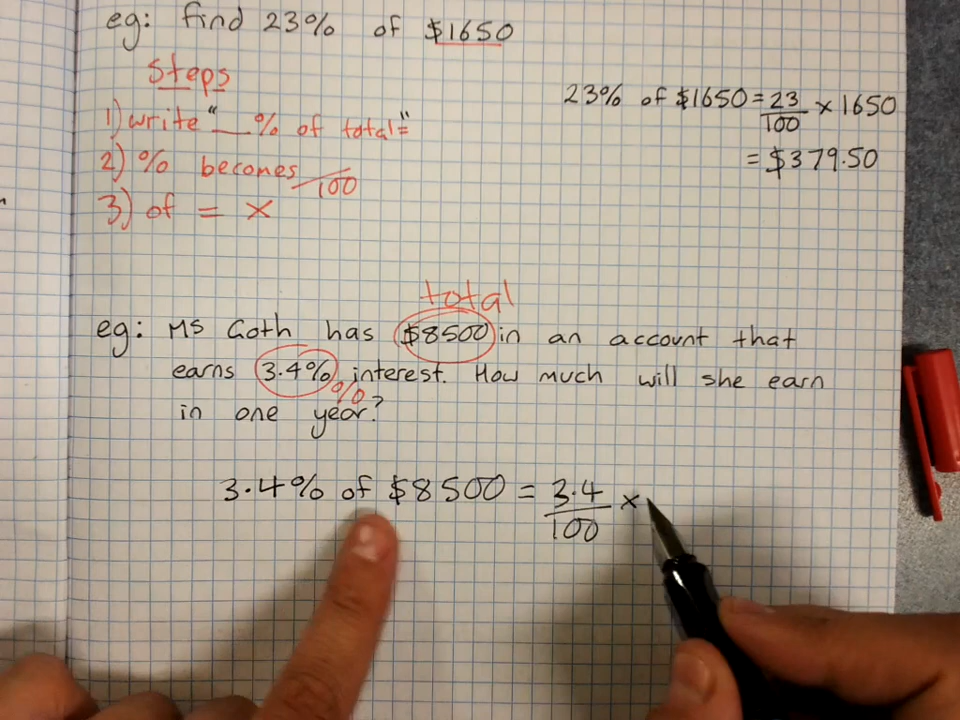 eg: find 23% of $1650
Steps
1) write "__% of total="
2) % becomes /100
3) of = ×
23% of $1650 = 23/100 × 1650
= $379.50
total
eg: Ms Goth has $8500 in an account that
earns 3.4% interest. How much will she earn
%
in one year?
3.4% of $8500 = 3.4/100 ×